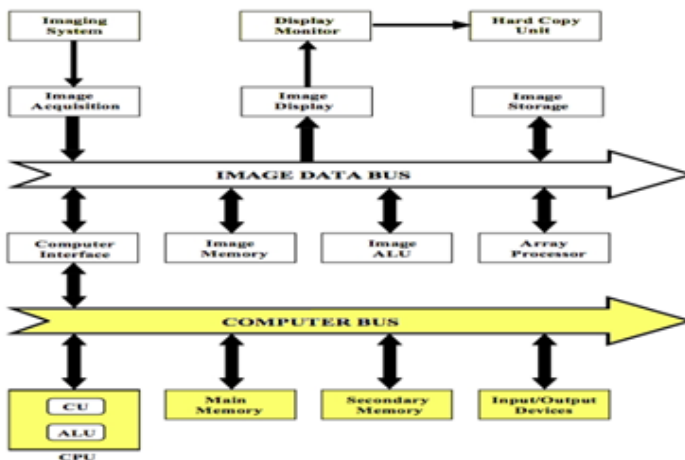 Imaging
System
Display
Monitor
Hard Copy
Unit
Image
Acquisition
Image
Display
Image
Storage
IMAGE DATA BUS
Computer
Interface
Image
Memory
Image
ALU
Array
Processor
COMPUTER BUS
CU
ALU
CPU
Main
Memory
Secondary
Memory
Input/Output
Devices